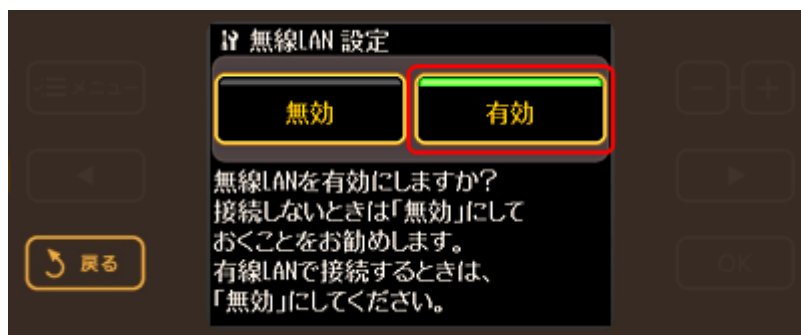 無線LAN 設定
メニュー
無効
有効
無線LANを有効にしますか?
接続しないときは「無効」にして
おくことをお勧めします。
有線LANで接続するときは、
「無効」にしてください。
戻る
OK